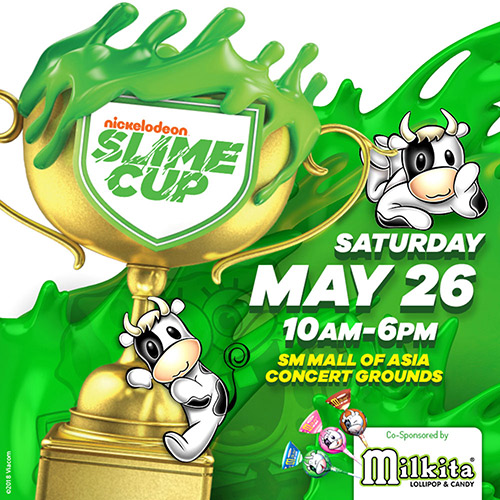 nickelodeon
SLIME
CUP
SATURDAY
MAY 26
10AM-6PM
SM MALL OF ASIA
CONCERT GROUNDS
Co-Sponsored by
Milkita
LOLLIPOP & CANDY
©2018 Viacom